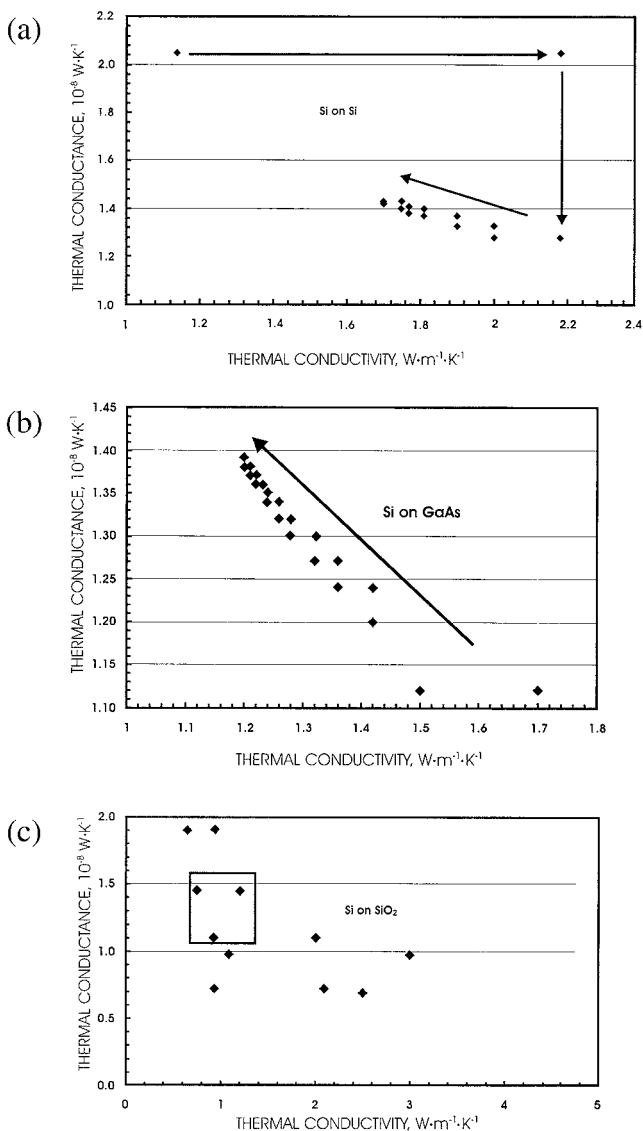 (a)
THERMAL CONDUCTANCE, 10⁻⁸ W·K⁻¹
2.2
2.0
1.8
1.6
1.4
1.2
1.0
Si on Si
1 1.2 1.4 1.6 1.8 2 2.2 2.4
THERMAL CONDUCTIVITY, W·m⁻¹·K⁻¹
(b)
THERMAL CONDUCTANCE, 10⁻⁸ W·K⁻¹
1.45
1.40
1.35
1.30
1.25
1.20
1.15
1.10
Si on GaAs
1 1.1 1.2 1.3 1.4 1.5 1.6 1.7 1.8
THERMAL CONDUCTIVITY, W·m⁻¹·K⁻¹
(c)
THERMAL CONDUCTANCE, 10⁻⁸ W·K⁻¹
2.0
1.5
1.0
0.5
0.0
Si on SiO₂
0 1 2 3 4 5
THERMAL CONDUCTIVITY, W·m⁻¹·K⁻¹